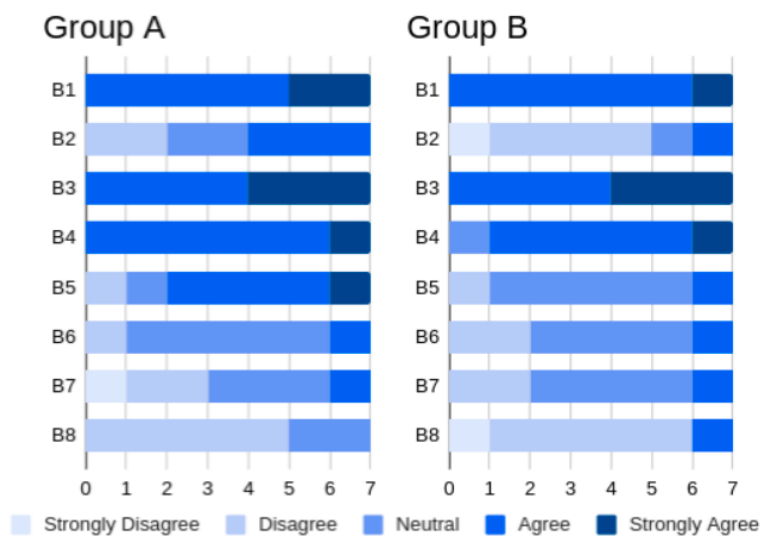 Group A Group B
B1 B1
B2 B2
B3 B3
B4 B4
B5 B5
B6 B6
B7 B7
B8 B8
0 1 2 3 4 5 6 7 0 1 2 3 4 5 6 7
Strongly Disagree Disagree Neutral Agree Strongly Agree